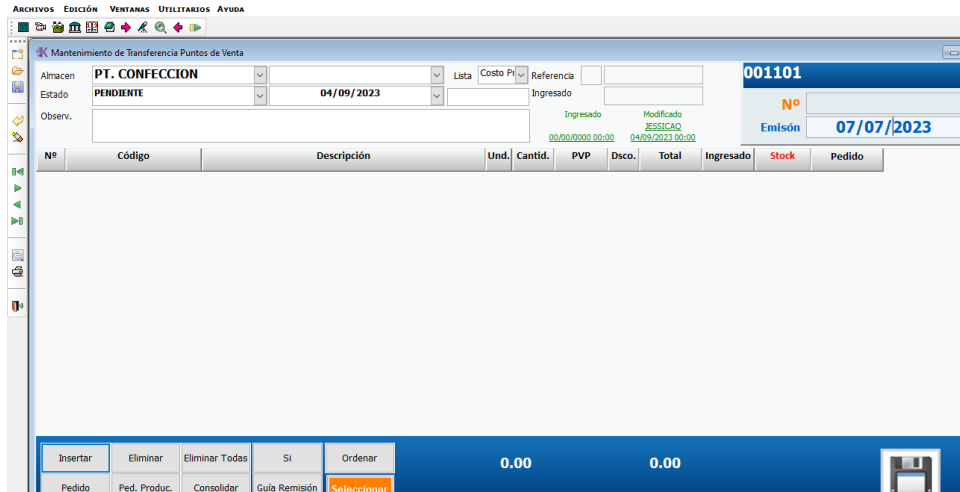 Archivos Edición Ventanas Utilitarios Ayuda
Mantenimiento de Transferencia Puntos de Venta
Almacen PT. CONFECCION Lista Costo Pr Referencia 001101
Estado PENDIENTE 04/09/2023 Ingresado Nº
Observ. Ingresado Modificado Emisón 07/07/2023
JESSICAQ
00/00/0000 00:00 04/09/2023 00:00
Nº Código Descripción Und. Cantid. PVP Dsco. Total Ingresado Stock Pedido
Insertar Eliminar Eliminar Todas Si Ordenar 0.00 0.00
Pedido Ped. Produc. Consolidar Guía Remisión Seleccionar